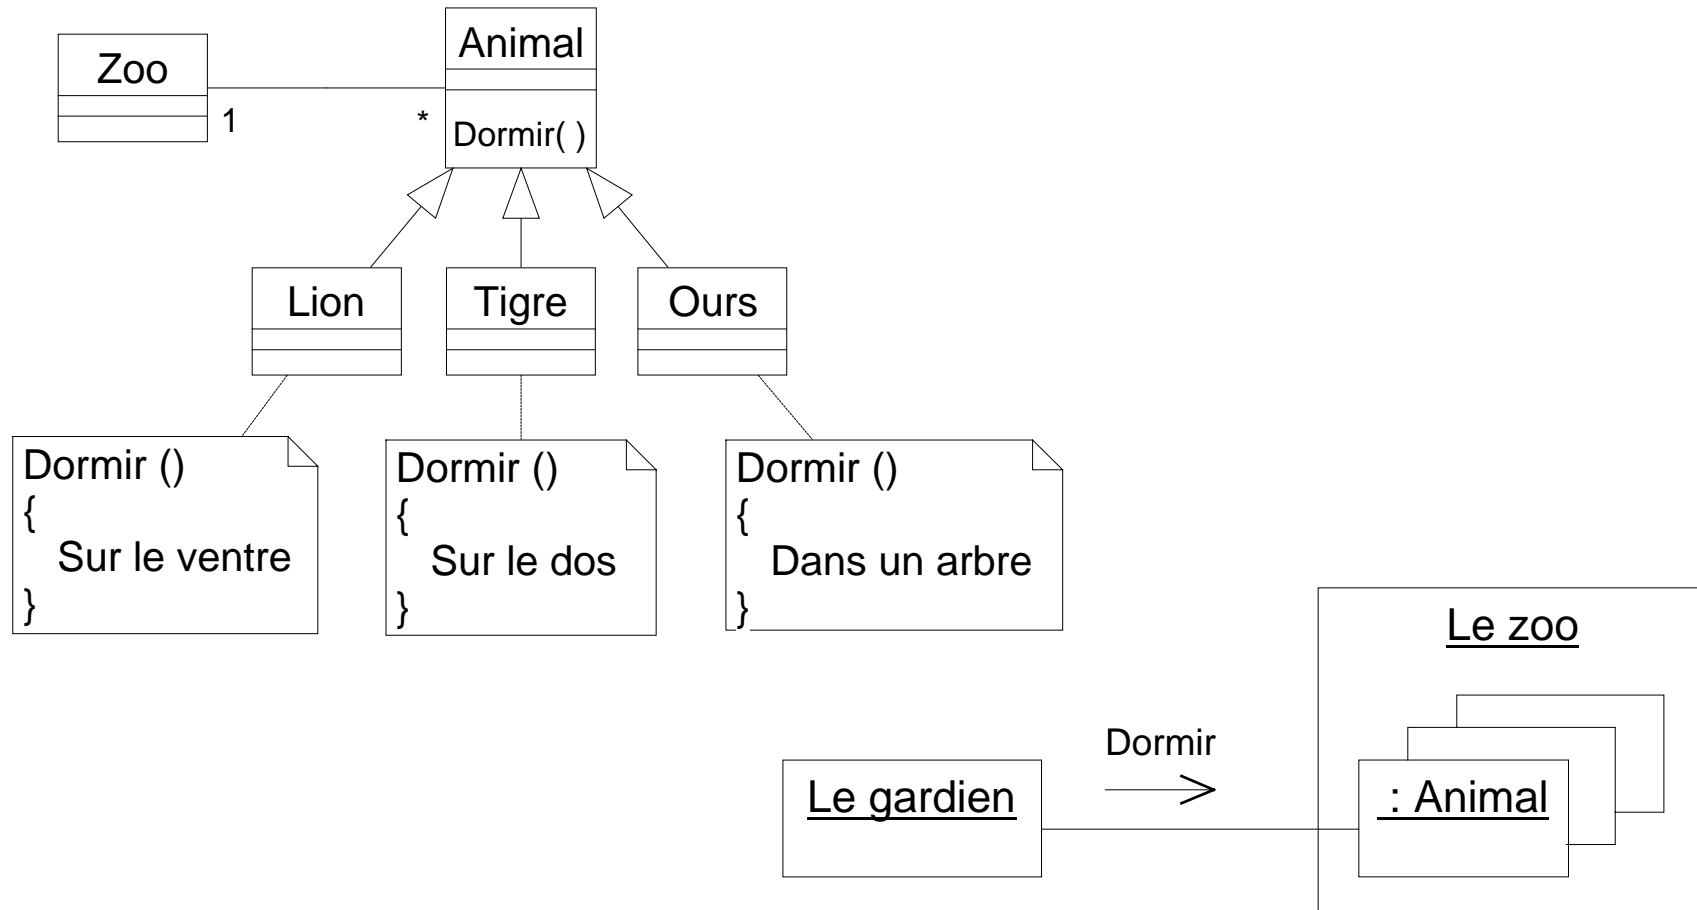 Zoo
1
*
Animal
Dormir( )
Lion
Tigre
Ours
Dormir ()
{
Sur le ventre
}
Dormir ()
{
Sur le dos
}
Dormir ()
{
Dans un arbre
}
Le zoo
Dormir
Le gardien
: Animal